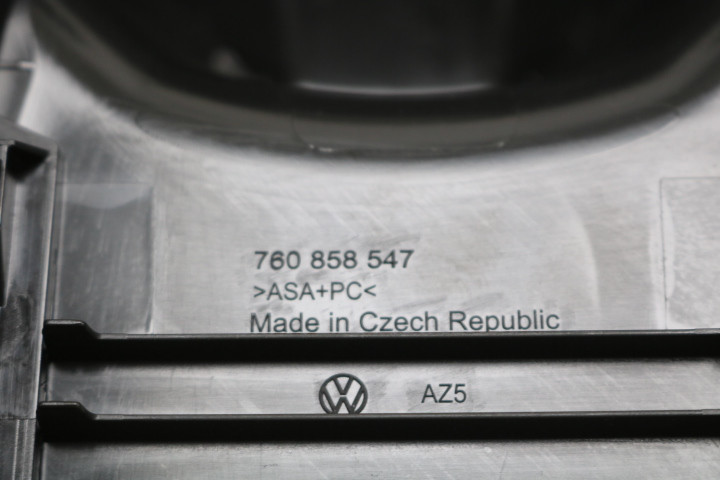 760 858 547
>ASA+PC<
Made in Czech Republic
AZ5